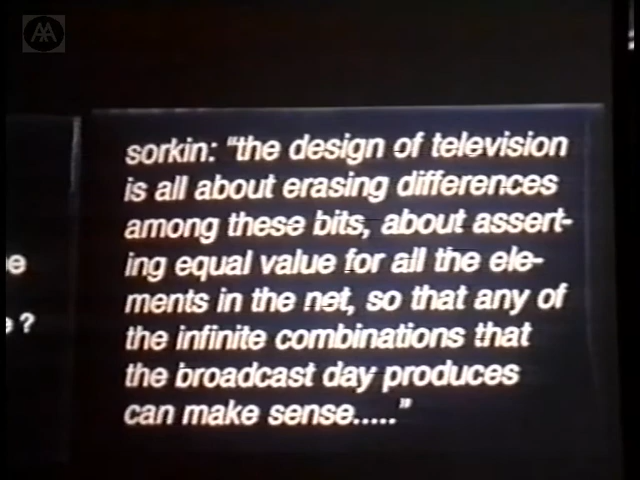 AA
sorkin: "the design of television
is all about erasing differences
among these bits, about assert-
ing equal value for all the ele-
ments in the net, so that any of
the infinite combinations that
the broadcast day produces
can make sense....."
?